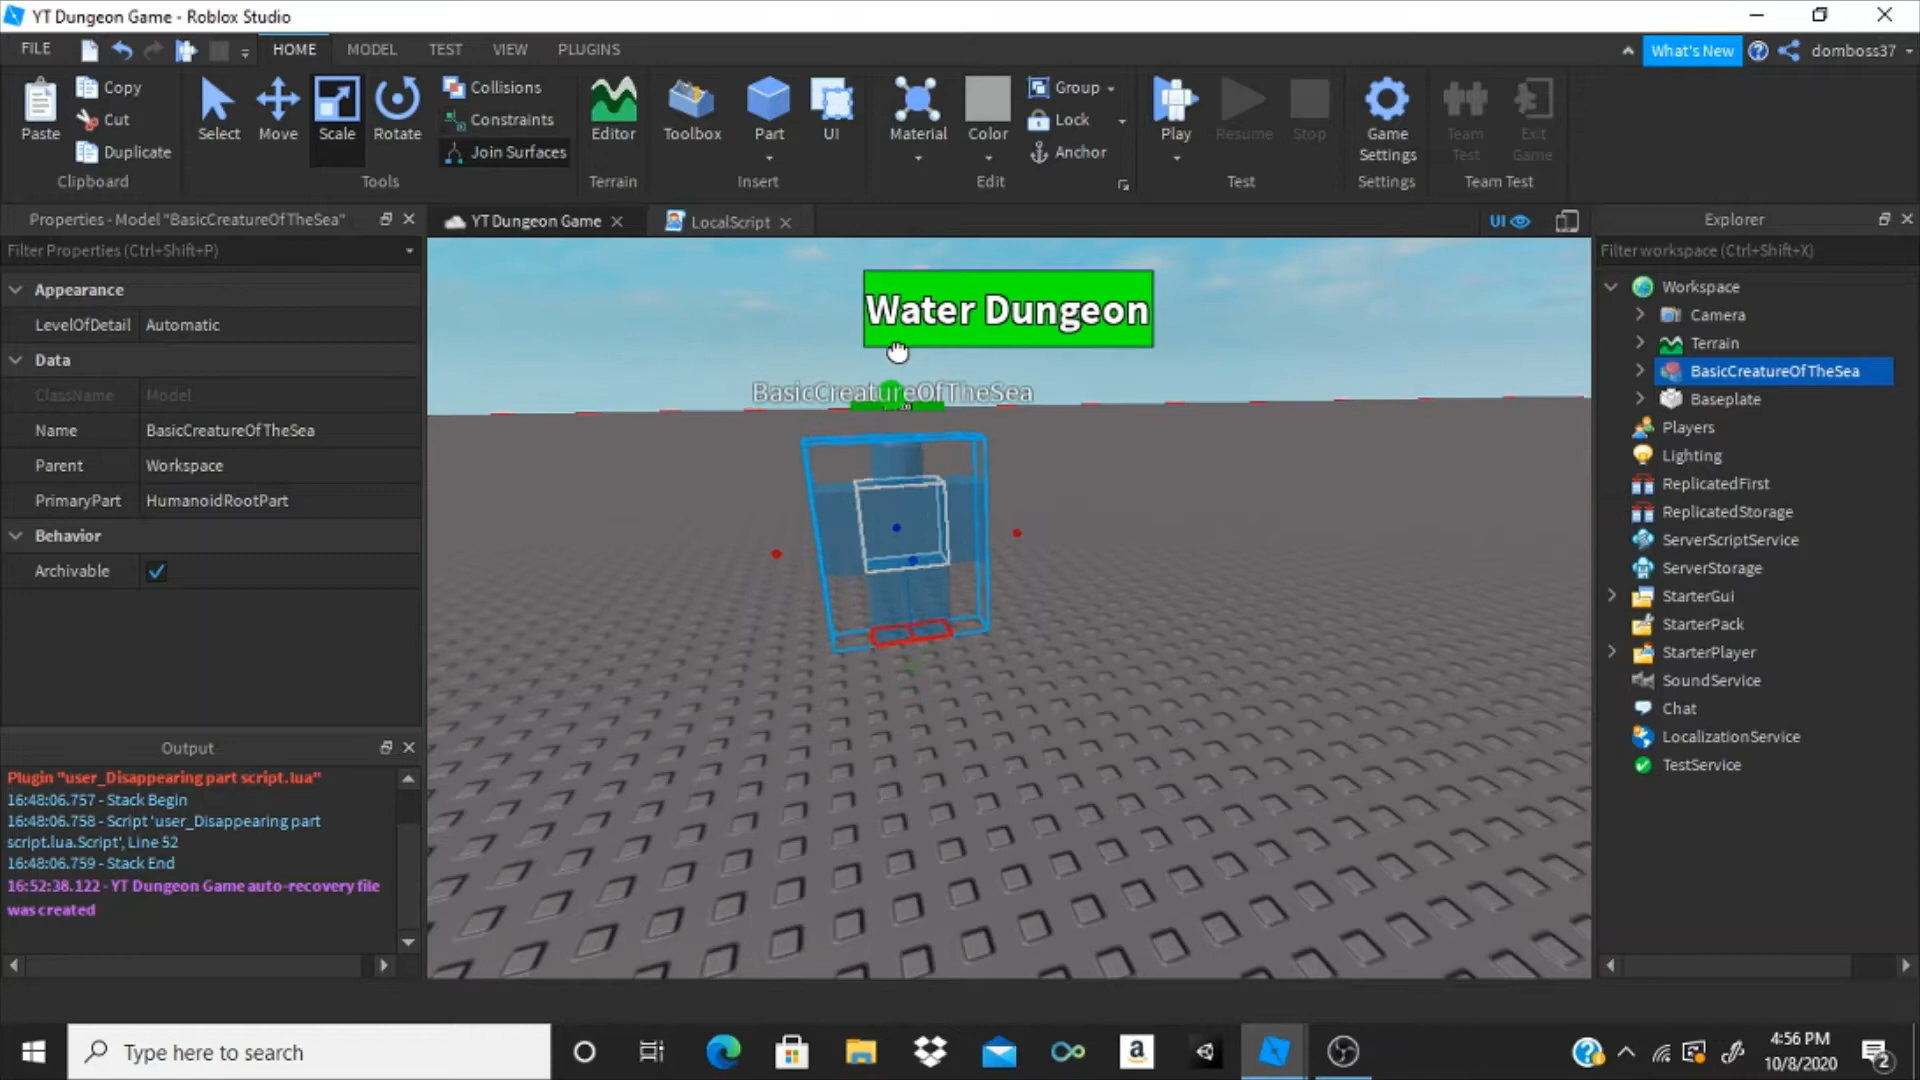 YT Dungeon Game - Roblox Studio
FILE
HOME
MODEL
TEST
VIEW
PLUGINS
What's New
domboss37
Paste
Copy
Cut
Duplicate
Clipboard
Select
Move
Scale
Rotate
Tools
Collisions
Constraints
Join Surfaces
Editor
Terrain
Toolbox
Part
UI
Insert
Material
Color
Group
Lock
Anchor
Edit
Play
Resume
Stop
Test
Game
Settings
Settings
Team
Test
Exit
Game
Team Test
Properties - Model "BasicCreatureOfTheSea"
Filter Properties (Ctrl+Shift+P)
Appearance
LevelOfDetail Automatic
Data
ClassName Model
Name BasicCreatureOfTheSea
Parent Workspace
PrimaryPart HumanoidRootPart
Behavior
Archivable
Output
Plugin "user_Disappearing part script.lua"
16:48:06.757 - Stack Begin
16:48:06.758 - Script 'user_Disappearing part
script.lua.Script', Line 52
16:48:06.759 - Stack End
16:52:38.122 - YT Dungeon Game auto-recovery file
was created
YT Dungeon Game
LocalScript
UI
Water Dungeon
BasicCreatureOfTheSea
Explorer
Filter workspace (Ctrl+Shift+X)
Workspace
Camera
Terrain
BasicCreatureOfTheSea
Baseplate
Players
Lighting
ReplicatedFirst
ReplicatedStorage
ServerScriptService
ServerStorage
StarterGui
StarterPack
StarterPlayer
SoundService
Chat
LocalizationService
TestService
Type here to search
a
4:56 PM
10/8/2020
2